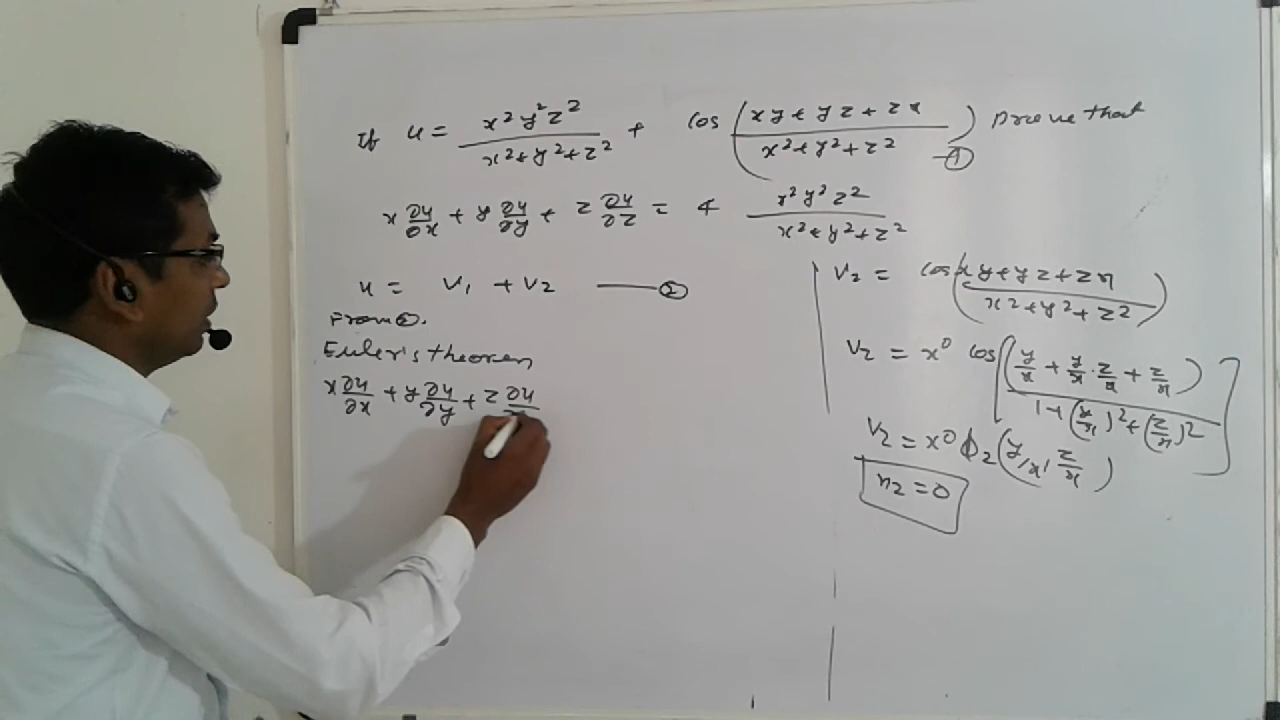 If u = x²y²z² / x²+y²+z² + cos (xy+yz+zx / x²+y²+z²) —① prove that
x ∂u/∂x + y ∂u/∂y + z ∂u/∂z = 4 x²y²z² / x²+y²+z²
u = V₁ + V₂ —②
From②.
Euler's theorem
x ∂u/∂x + y ∂u/∂y + z ∂u
V₂ = cos (xy+yz+zx / x²+y²+z²)
V₂ = x⁰ cos [(y/x + y/x · z/x + z/x) / 1+(y/x)²+(z/x)²]
V₂ = x⁰ ϕ₂ (y/x, z/x)
n₂ = 0